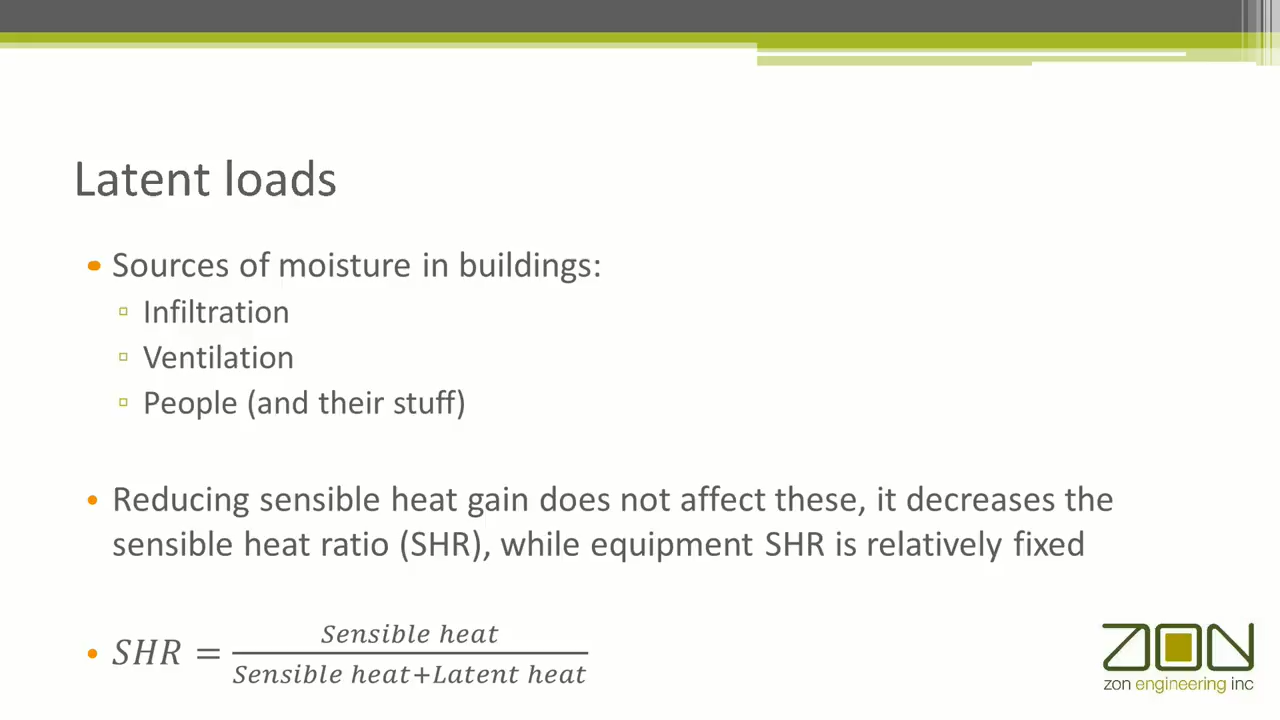 Latent loads
• Sources of moisture in buildings:
▫ Infiltration
▫ Ventilation
▫ People (and their stuff)
• Reducing sensible heat gain does not affect these, it decreases the
sensible heat ratio (SHR), while equipment SHR is relatively fixed
• SHR = Sensible heat / Sensible heat+Latent heat
ZON
zon engineering inc